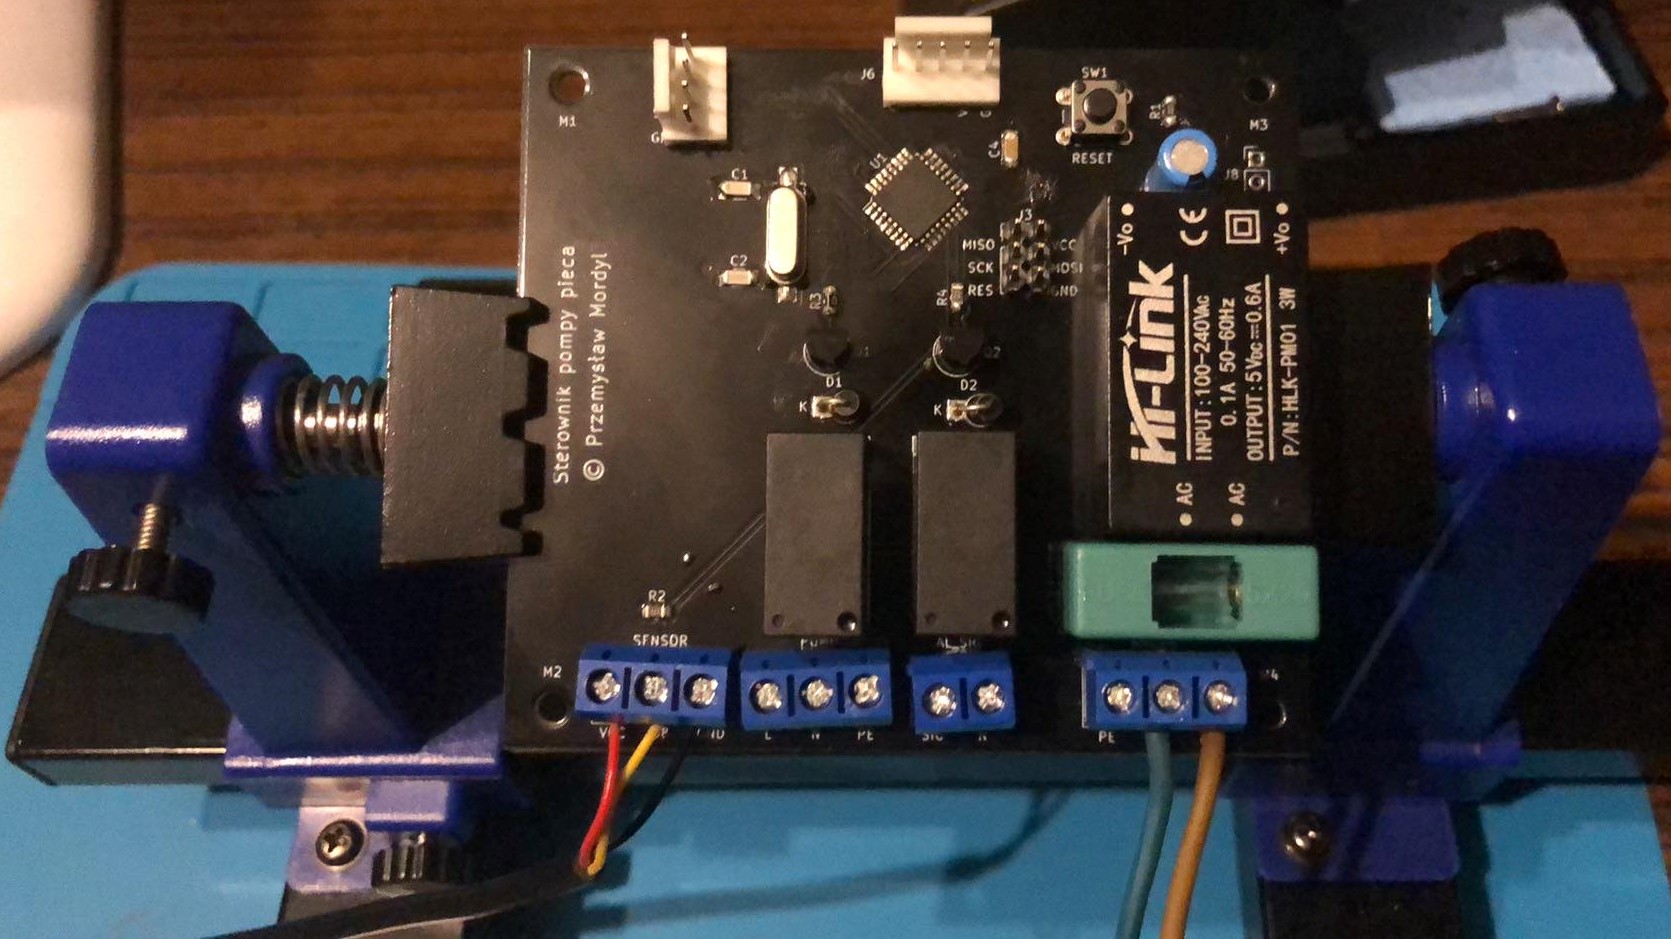 J6
SW1
RESET
R1
M1
M3
J8
C4
U1
C1
C2
J3
MISO
SCK
RES
VCC
MOSI
GND
R3
R4
Q2
D1
D2
K
K
Sterownik pompy pieca
© Przemysław Mordyl
-Vo
CE
+Vo
Hi-Link
INPUT:100-240VAC
0.1A 50-60Hz
OUTPUT:5VDC=0.6A
P/N:HLK-PM01 3W
AC
AC
R2
SENSOR
M2
N
PE
PE